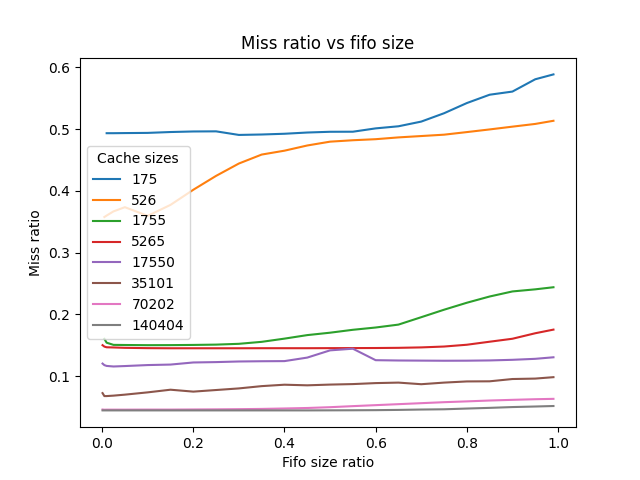 Miss ratio vs fifo size
Miss ratio
0.6
0.5
0.4
0.3
0.2
0.1
Cache sizes
175
526
1755
5265
17550
35101
70202
140404
0.0 0.2 0.4 0.6 0.8 1.0
Fifo size ratio